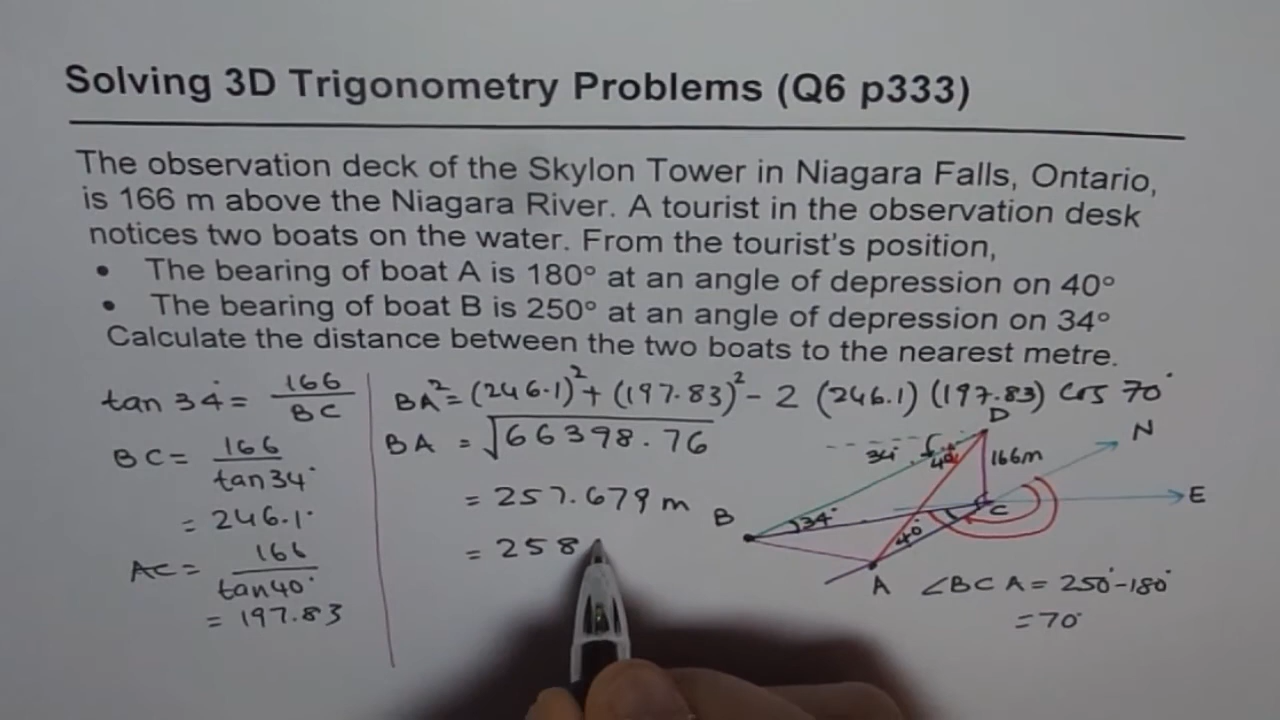 Solving 3D Trigonometry Problems (Q6 p333)
The observation deck of the Skylon Tower in Niagara Falls, Ontario,
is 166 m above the Niagara River. A tourist in the observation desk
notices two boats on the water. From the tourist's position,
• The bearing of boat A is 180° at an angle of depression on 40°
• The bearing of boat B is 250° at an angle of depression on 34°
Calculate the distance between the two boats to the nearest metre.
tan 34° = 166/BC
BC = 166/tan34°
= 246.1
AC = 166/tan40°
= 197.83
BA² = (246.1)² + (197.83)² - 2 (246.1) (197.83) Cos 70°
BA = √66398.76
= 257.679 m
= 258
D
N
34°
40°
166m
E
C
B
34°
40°
A
∠BCA = 250° - 180°
= 70°